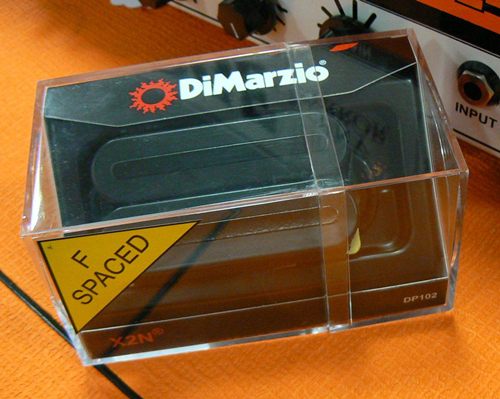 DiMarzio®
INPUT
F
SPACED
X2N®
DP102